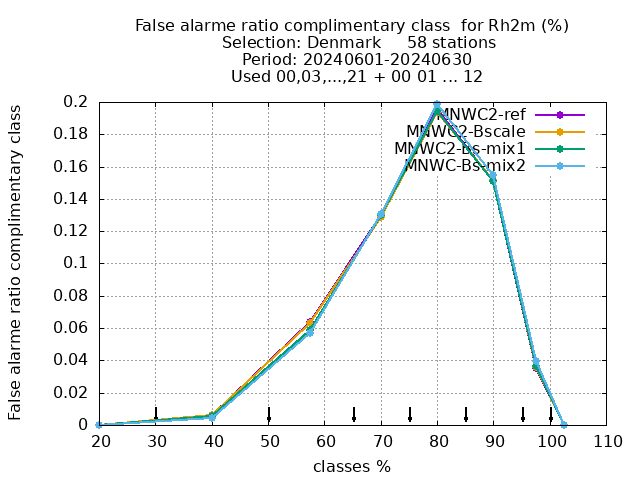 False alarme ratio complimentary class  for Rh2m (%)
Selection: Denmark     58 stations
Period: 20240601-20240630
Used 00,03,...,21 + 00 01 ... 12
False alarme ratio complimentary class
0.2
0.18
0.16
0.14
0.12
0.1
0.08
0.06
0.04
0.02
0
MNWC2-ref
MNWC2-Bscale
MNWC2-Bs-mix1
MNWC-Bs-mix2
20 30 40 50 60 70 80 90 100 110
classes %